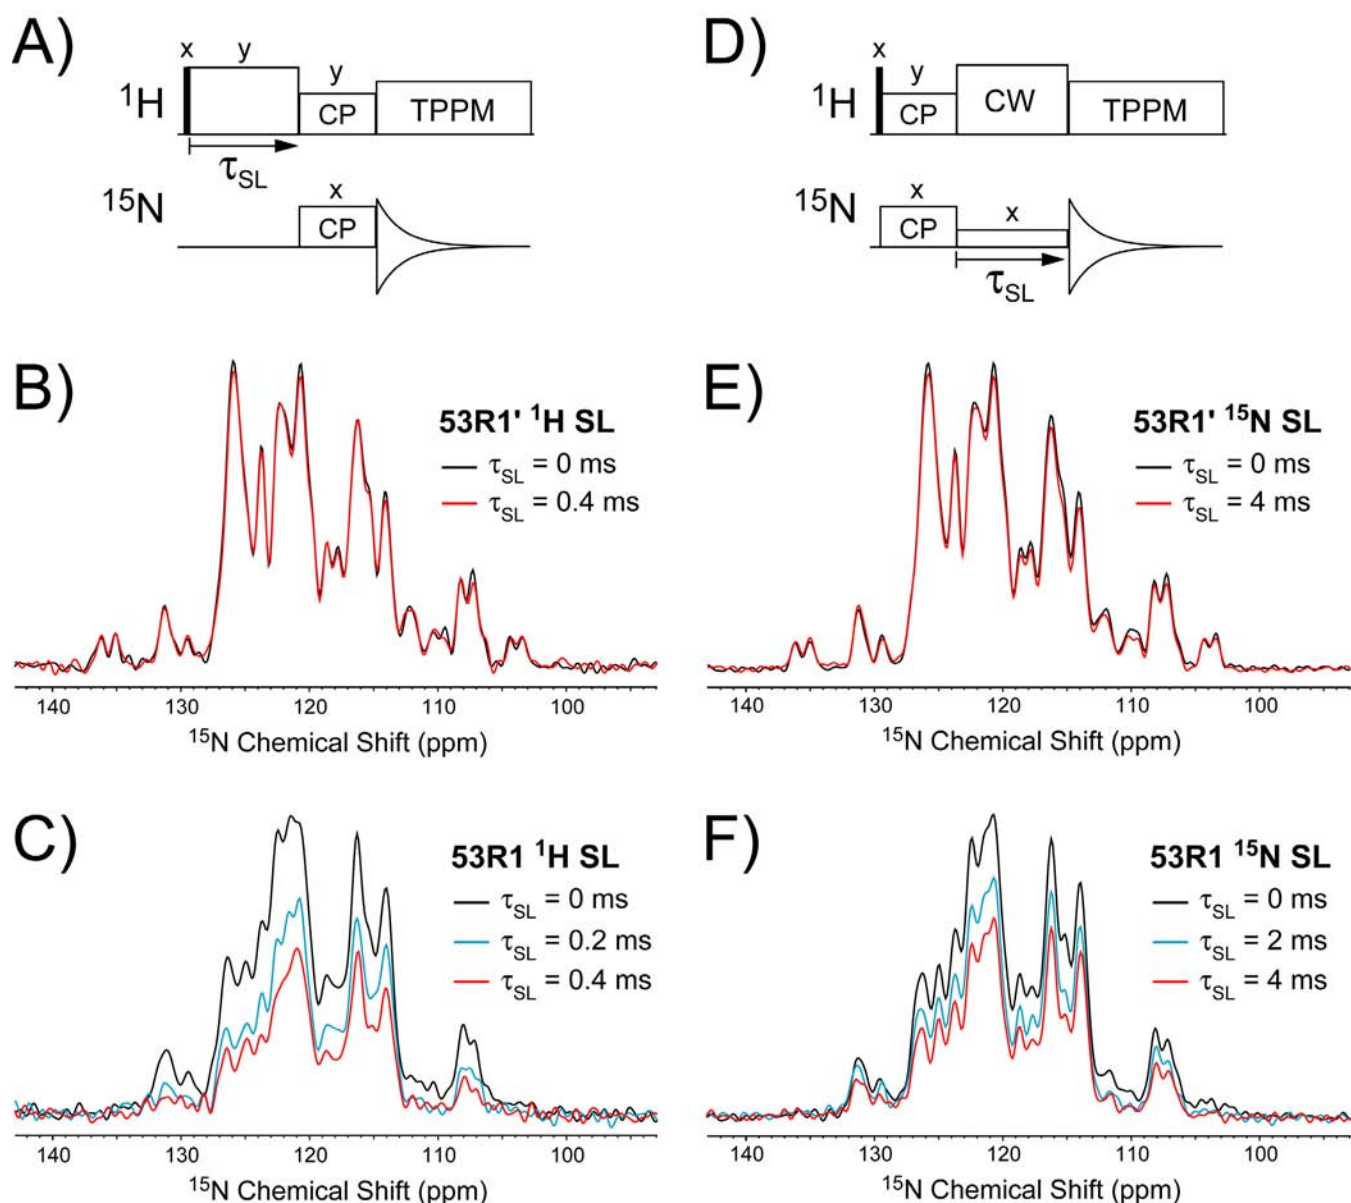 A)
x y
y
¹H
CP
TPPM
τSL
x
¹⁵N
CP
D)
x
y
¹H
CP
CW
TPPM
x
x
¹⁵N
CP
τSL
B)
53R1' ¹H SL
τSL = 0 ms
τSL = 0.4 ms
140 130 120 110 100
¹⁵N Chemical Shift (ppm)
E)
53R1' ¹⁵N SL
τSL = 0 ms
τSL = 4 ms
140 130 120 110 100
¹⁵N Chemical Shift (ppm)
C)
53R1 ¹H SL
τSL = 0 ms
τSL = 0.2 ms
τSL = 0.4 ms
140 130 120 110 100
¹⁵N Chemical Shift (ppm)
F)
53R1 ¹⁵N SL
τSL = 0 ms
τSL = 2 ms
τSL = 4 ms
140 130 120 110 100
¹⁵N Chemical Shift (ppm)